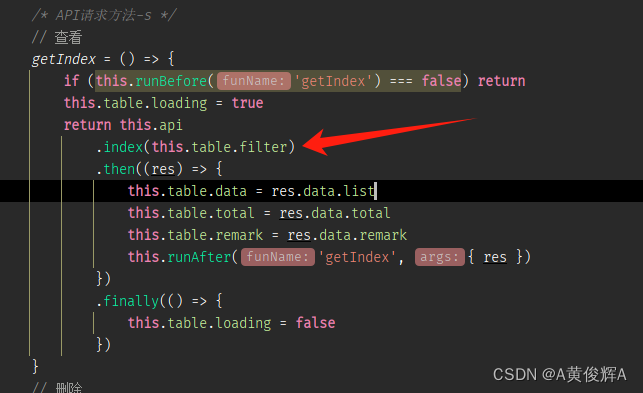 /* API请求方法-s */
// 查看
getIndex = () => {
if (this.runBefore( funName: 'getIndex') === false) return
this.table.loading = true
return this.api
.index(this.table.filter)
.then((res) => {
this.table.data = res.data.list
this.table.total = res.data.total
this.table.remark = res.data.remark
this.runAfter( funName: 'getIndex', args: { res })
})
.finally(() => {
this.table.loading = false
})
}
// 删除
CSDN @A黄俊辉A